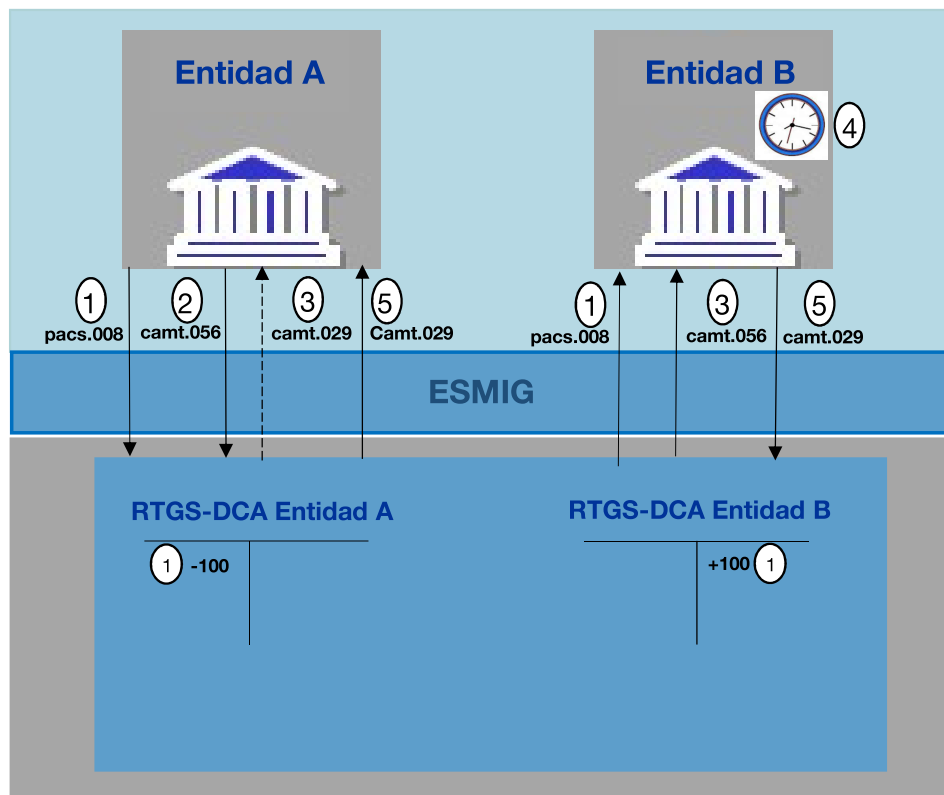 Entidad A
Entidad B
4
1
pacs.008
2
camt.056
3
camt.029
5
Camt.029
1
pacs.008
3
camt.056
5
camt.029
ESMIG
RTGS-DCA Entidad A
RTGS-DCA Entidad B
1 -100
+100 1